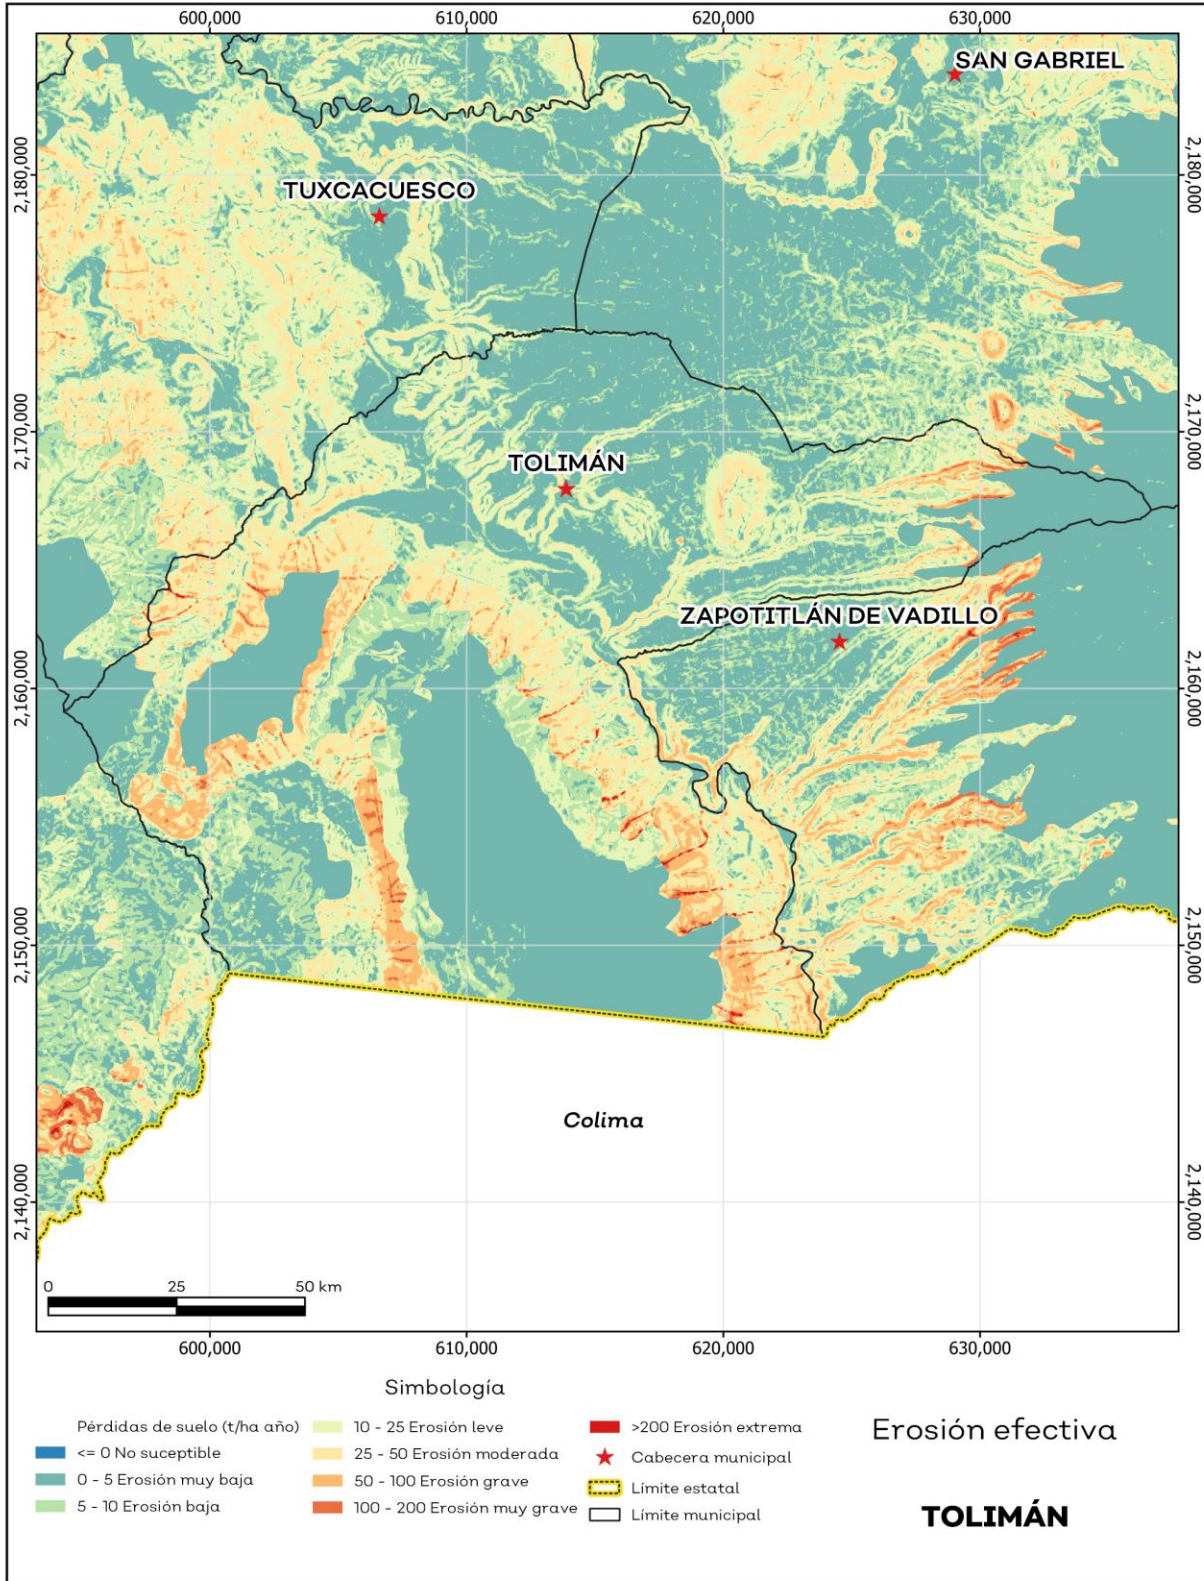 600,000
610,000
620,000
630,000
SAN GABRIEL
2,180,000
2,180,000
TUXCACUESCO
2,170,000
2,170,000
TOLIMÁN
ZAPOTITLÁN DE VADILLO
2,160,000
2,160,000
2,150,000
2,150,000
Colima
2,140,000
2,140,000
0 25 50 km
600,000
610,000
620,000
630,000
Simbología
Pérdidas de suelo (t/ha año)
<= 0 No suceptible
0 - 5 Erosión muy baja
5 - 10 Erosión baja
10 - 25 Erosión leve
25 - 50 Erosión moderada
50 - 100 Erosión grave
100 - 200 Erosión muy grave
>200 Erosión extrema
Cabecera municipal
Límite estatal
Límite municipal
Erosión efectiva
TOLIMÁN